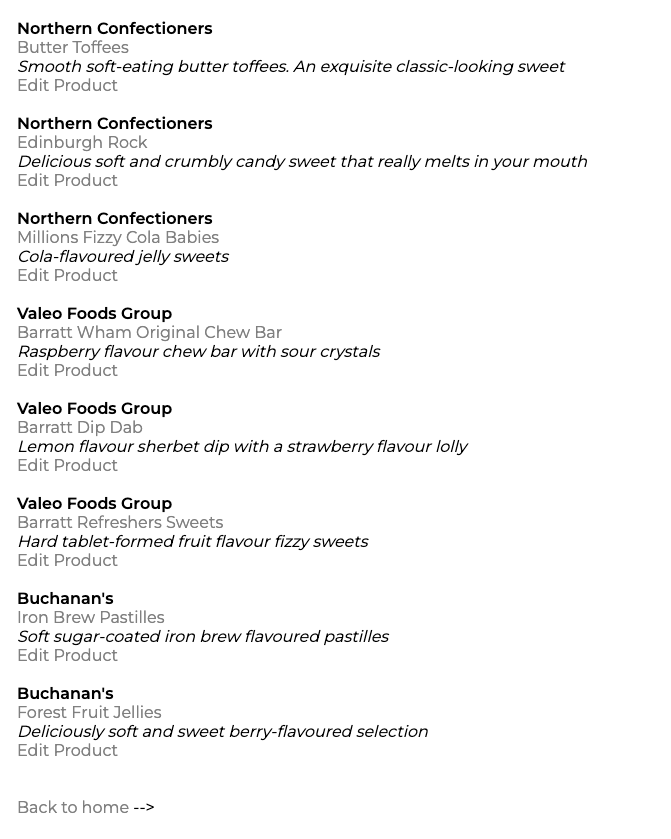 Northern Confectioners
Butter Toffees
Smooth soft-eating butter toffees. An exquisite classic-looking sweet
Edit Product
Northern Confectioners
Edinburgh Rock
Delicious soft and crumbly candy sweet that really melts in your mouth
Edit Product
Northern Confectioners
Millions Fizzy Cola Babies
Cola-flavoured jelly sweets
Edit Product
Valeo Foods Group
Barratt Wham Original Chew Bar
Raspberry flavour chew bar with sour crystals
Edit Product
Valeo Foods Group
Barratt Dip Dab
Lemon flavour sherbet dip with a strawberry flavour lolly
Edit Product
Valeo Foods Group
Barratt Refreshers Sweets
Hard tablet-formed fruit flavour fizzy sweets
Edit Product
Buchanan's
Iron Brew Pastilles
Soft sugar-coated iron brew flavoured pastilles
Edit Product
Buchanan's
Forest Fruit Jellies
Deliciously soft and sweet berry-flavoured selection
Edit Product
Back to home -->